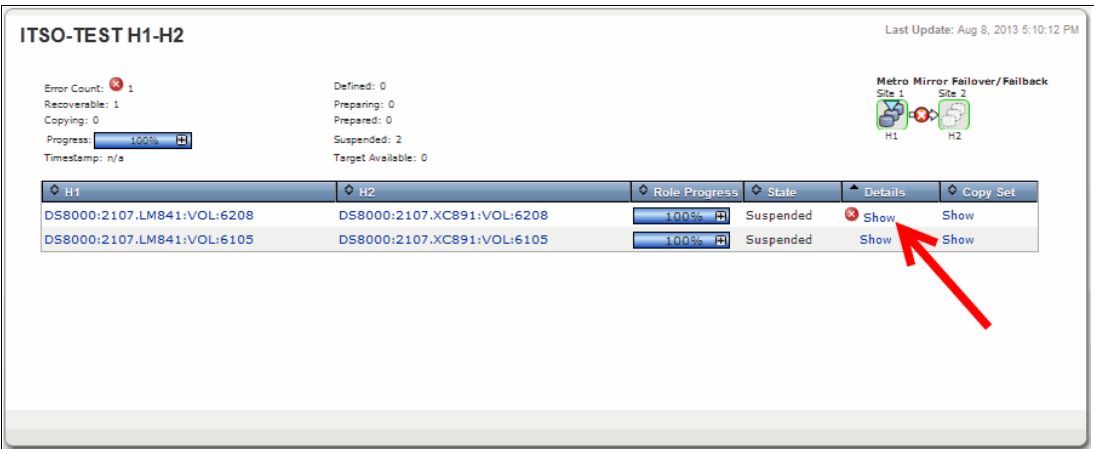 ITSO-TEST H1-H2
Last Update: Aug 8, 2013 5:10:12 PM
Error Count: 1
Recoverable: 1
Copying: 0
Progress: 100%
Timestamp: n/a
Defined: 0
Preparing: 0
Prepared: 0
Suspended: 2
Target Available: 0
Metro Mirror Failover/Failback
Site 1 Site 2
H1 H2
H1 H2 Role Progress State Details Copy Set
DS8000:2107.LM841:VOL:6208 DS8000:2107.XC891:VOL:6208 100% Suspended Show Show
DS8000:2107.LM841:VOL:6105 DS8000:2107.XC891:VOL:6105 100% Suspended Show Show